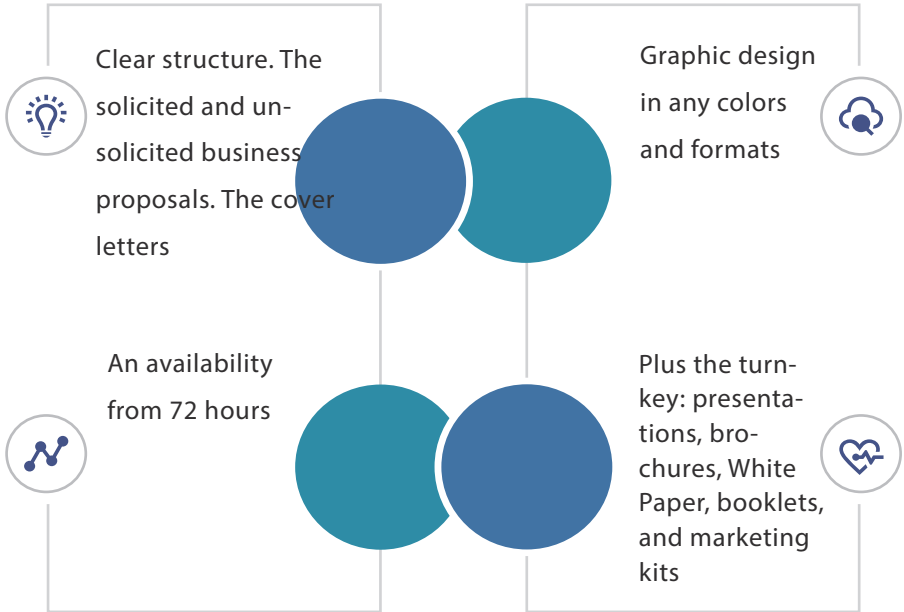 Clear structure. The
solicited and un-
solicited business
proposals. The cover
letters
Graphic design
in any colors
and formats
An availability
from 72 hours
Plus the turn-
key: presenta-
tions, bro-
chures, White
Paper, booklets,
and marketing
kits